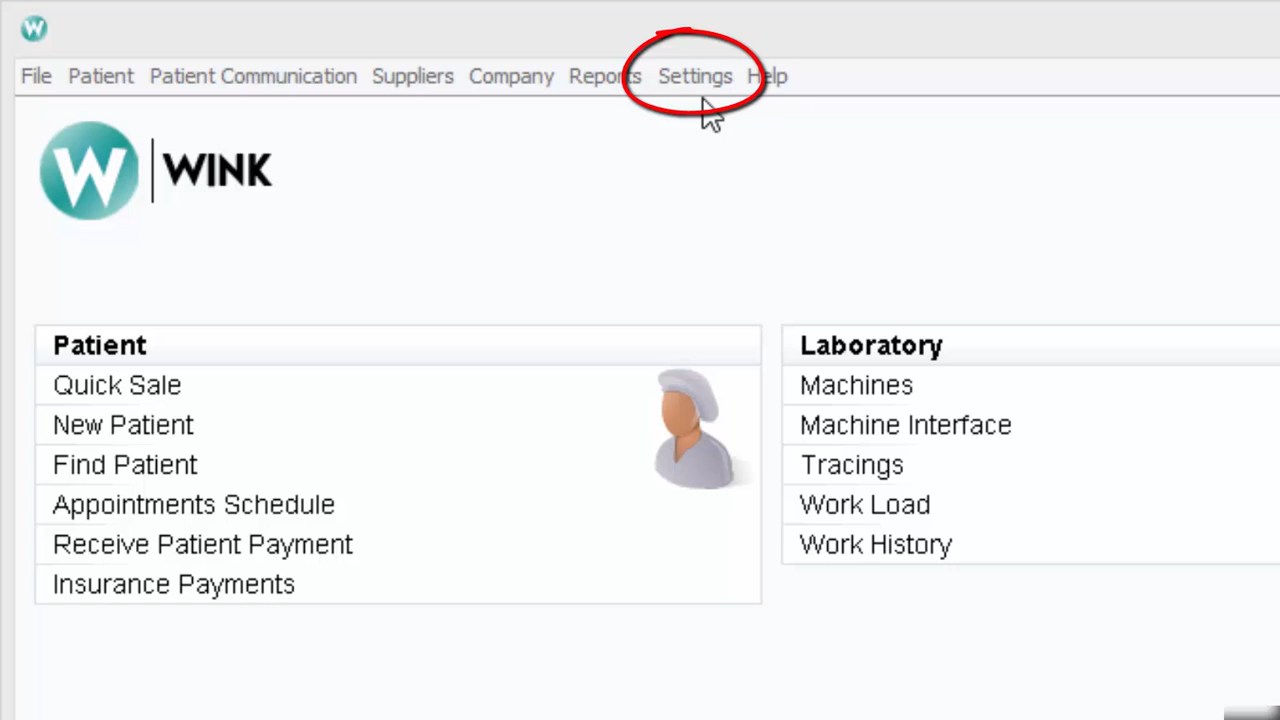 W
File Patient Patient Communication Suppliers Company Reports Settings Help
W WINK
Patient
Quick Sale
New Patient
Find Patient
Appointments Schedule
Receive Patient Payment
Insurance Payments
Laboratory
Machines
Machine Interface
Tracings
Work Load
Work History